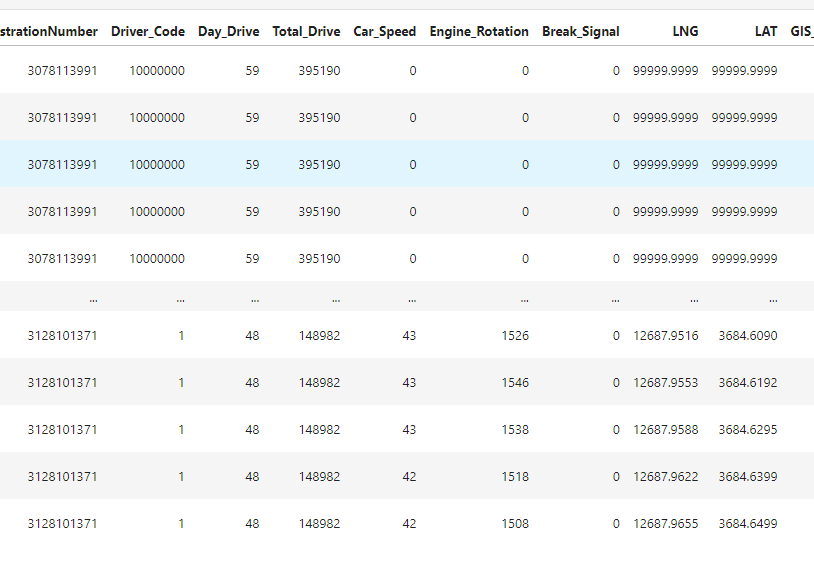 strationNumber Driver_Code Day_Drive Total_Drive Car_Speed Engine_Rotation Break_Signal LNG LAT GIS_
3078113991 10000000 59 395190 0 0 0 99999.9999 99999.9999
3078113991 10000000 59 395190 0 0 0 99999.9999 99999.9999
3078113991 10000000 59 395190 0 0 0 99999.9999 99999.9999
3078113991 10000000 59 395190 0 0 0 99999.9999 99999.9999
3078113991 10000000 59 395190 0 0 0 99999.9999 99999.9999
... ... ... ... ... ... ... ... ...
3128101371 1 48 148982 43 1526 0 12687.9516 3684.6090
3128101371 1 48 148982 43 1546 0 12687.9553 3684.6192
3128101371 1 48 148982 43 1538 0 12687.9588 3684.6295
3128101371 1 48 148982 42 1518 0 12687.9622 3684.6399
3128101371 1 48 148982 42 1508 0 12687.9655 3684.6499